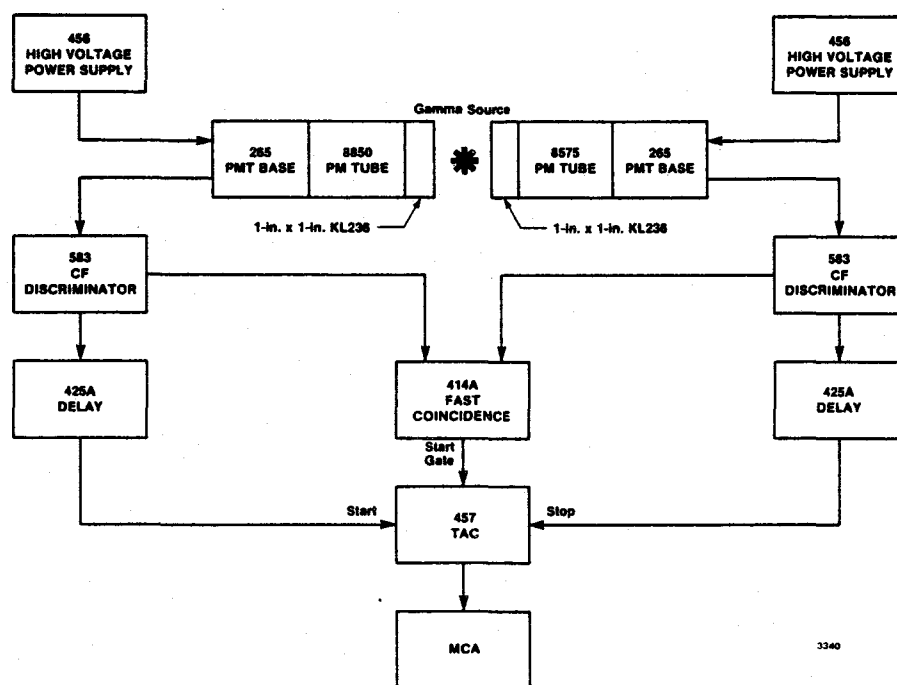 456
HIGH VOLTAGE
POWER SUPPLY
456
HIGH VOLTAGE
POWER SUPPLY
Gamma Source
265
PMT BASE
8850
PM TUBE
8575
PM TUBE
265
PMT BASE
1-in. x 1-in. KL236
1-in. x 1-in. KL236
583
CF
DISCRIMINATOR
583
CF
DISCRIMINATOR
425A
DELAY
414A
FAST
COINCIDENCE
425A
DELAY
Start
Gate
Start
457
TAC
Stop
MCA
3340